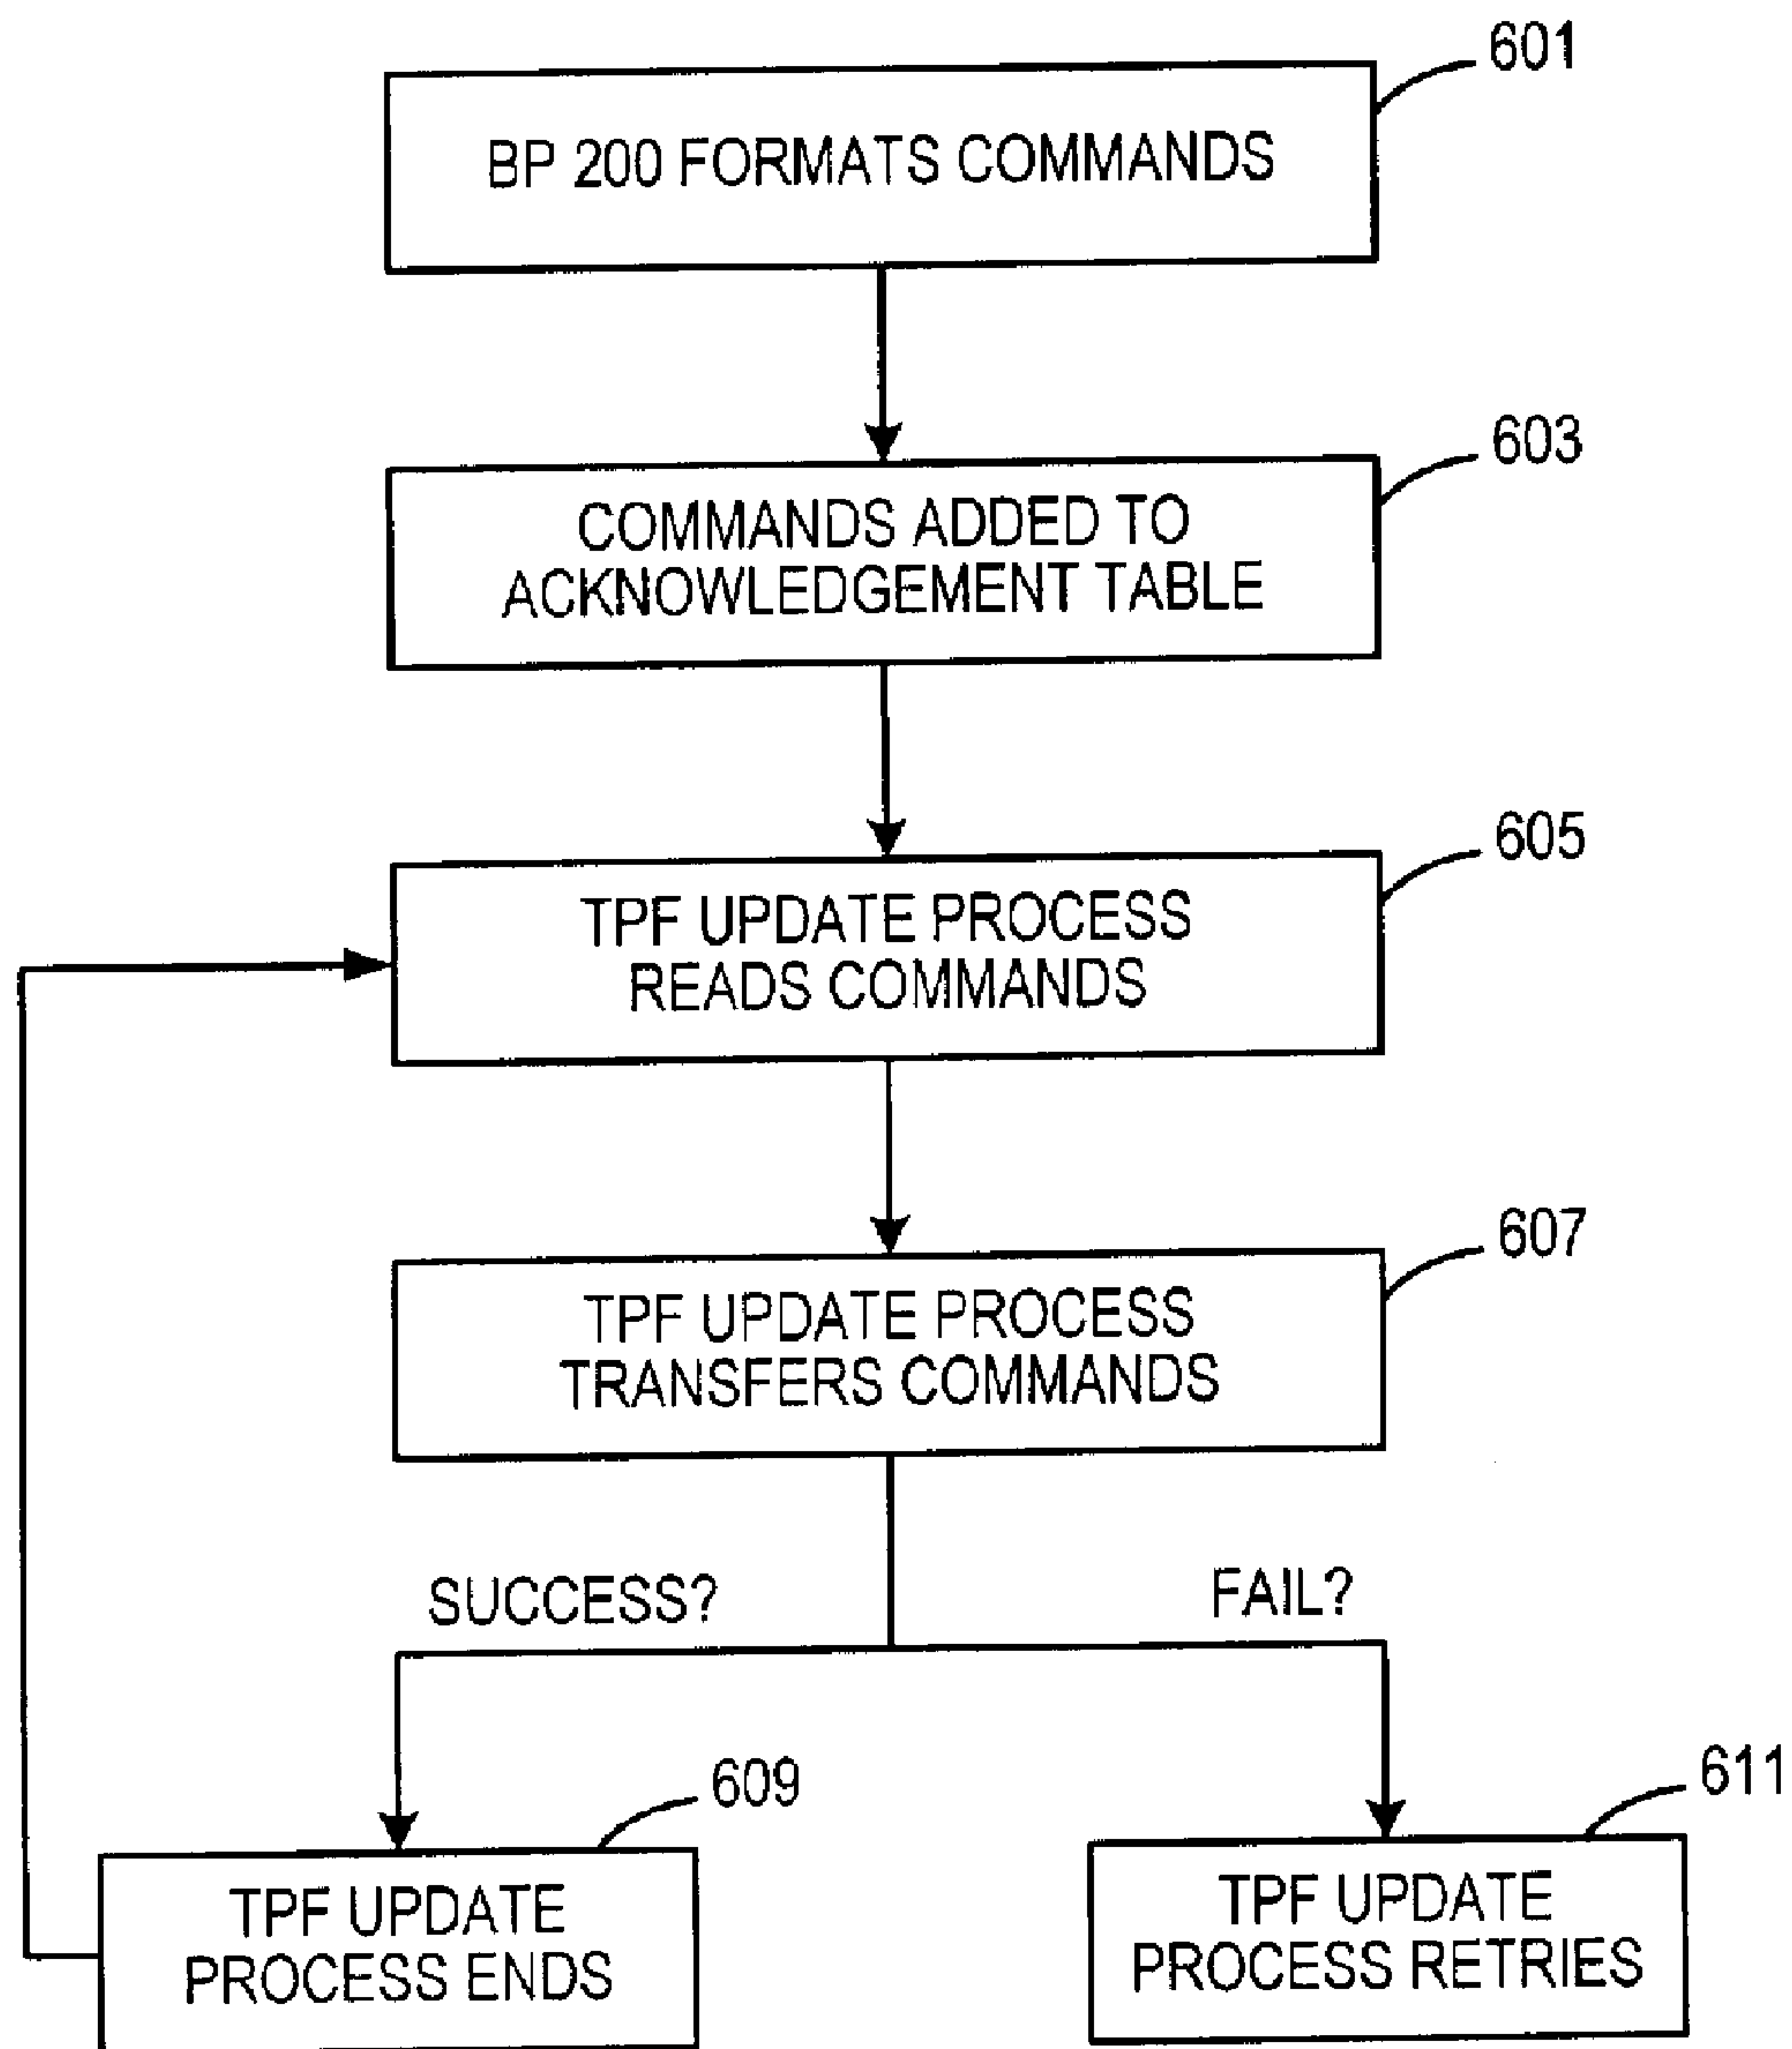 601
BP 200 FORMATS COMMANDS
603
COMMANDS ADDED TO
ACKNOWLEDGEMENT TABLE
605
TPF UPDATE PROCESS
READS COMMANDS
607
TPF UPDATE PROCESS
TRANSFERS COMMANDS
SUCCESS?
FAIL?
609
TPF UPDATE
PROCESS ENDS
611
TPF UPDATE
PROCESS RETRIES